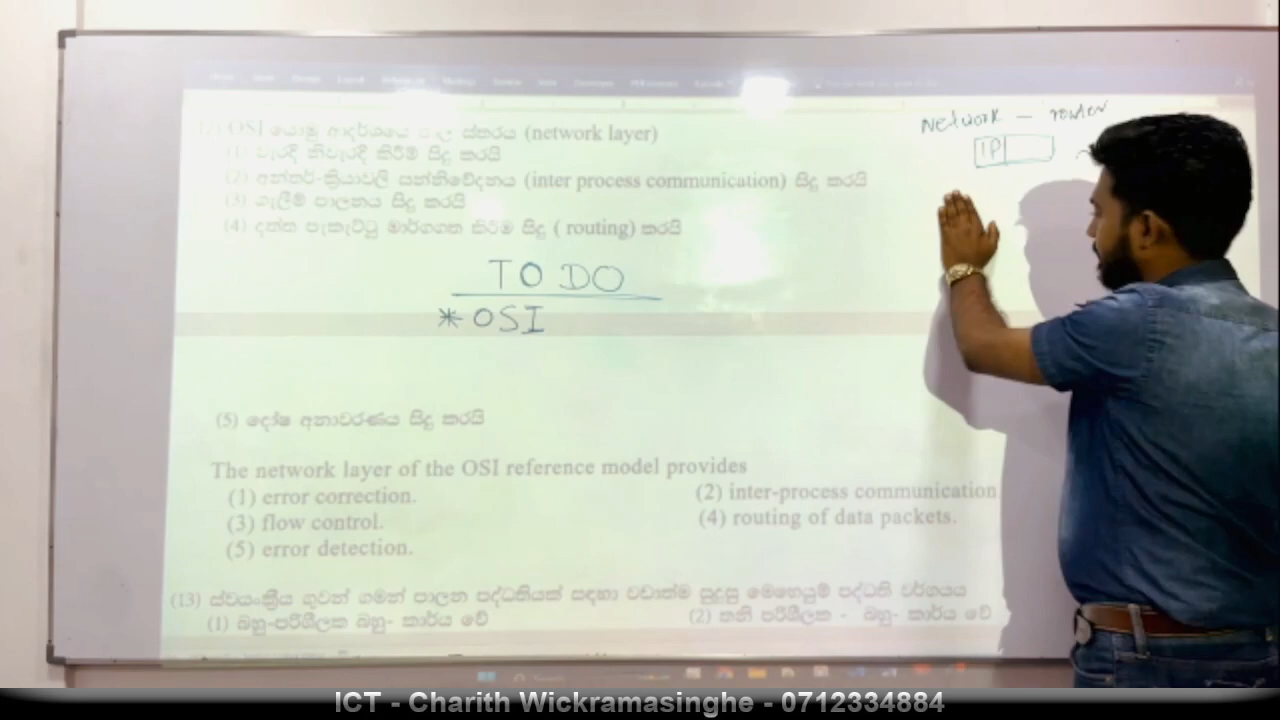 (12) OSI යොමු ආදර්ශයේ පාල ස්තරය (network layer)
(1) වැරදි නිවැරදි කිරීම සිදු කරයි
(2) අන්තර්-ක්‍රියාවලි සන්නිවේදනය (inter process communication) සිදු කරයි
(3) ගැලීම් පාලනය සිදු කරයි
(4) දත්ත පැකැට්ටු මාර්ගගත කිරීම සිදු ( routing) කරයි
Network – router
IP
TO DO
* OSI
(5) දෝෂ අනාවරණය සිදු කරයි
The network layer of the OSI reference model provides
(1) error correction. (2) inter-process communication
(3) flow control. (4) routing of data packets.
(5) error detection.
(13) ස්වයංක්‍රීය ගුවන් ගමන් පාලන පද්ධතියක් සඳහා වඩාත්ම සුදුසු මෙහෙයුම් පද්ධති වර්ගයය
(1) බහු-පරිශීලක බහු- කාර්ය වේ (2) තනි පරිශීලක - බහු- කාර්ය වේ
ICT - Charith Wickramasinghe - 0712334884